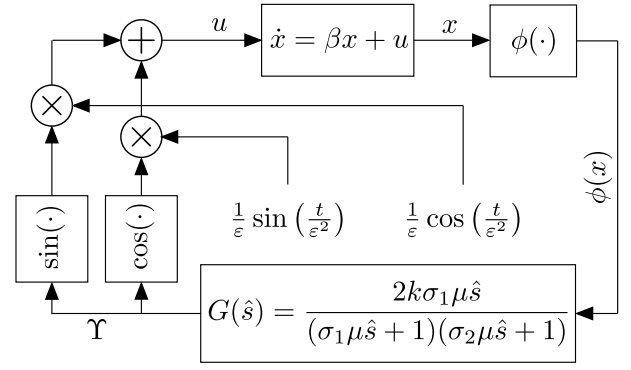 u
ẋ = βx + u
x
ϕ(·)
+
×
×
ϕ(x)
sin(·)
cos(·)
1/ε sin (t/ε²)
1/ε cos (t/ε²)
G(ŝ) = 2kσ₁μŝ / (σ₁μŝ + 1)(σ₂μŝ + 1)
Υ